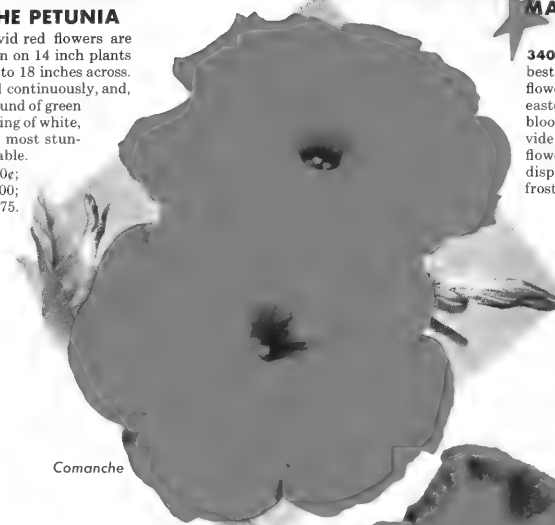 HE PETUNIA
vid red flowers are
n on 14 inch plants
to 18 inches across.
l continuously, and,
und of green
ing of white,
most stun-
able.
0¢;
00;
75.
Comanche
MA
340
best
flow
easte
bloo
vide
flow
disp
frost